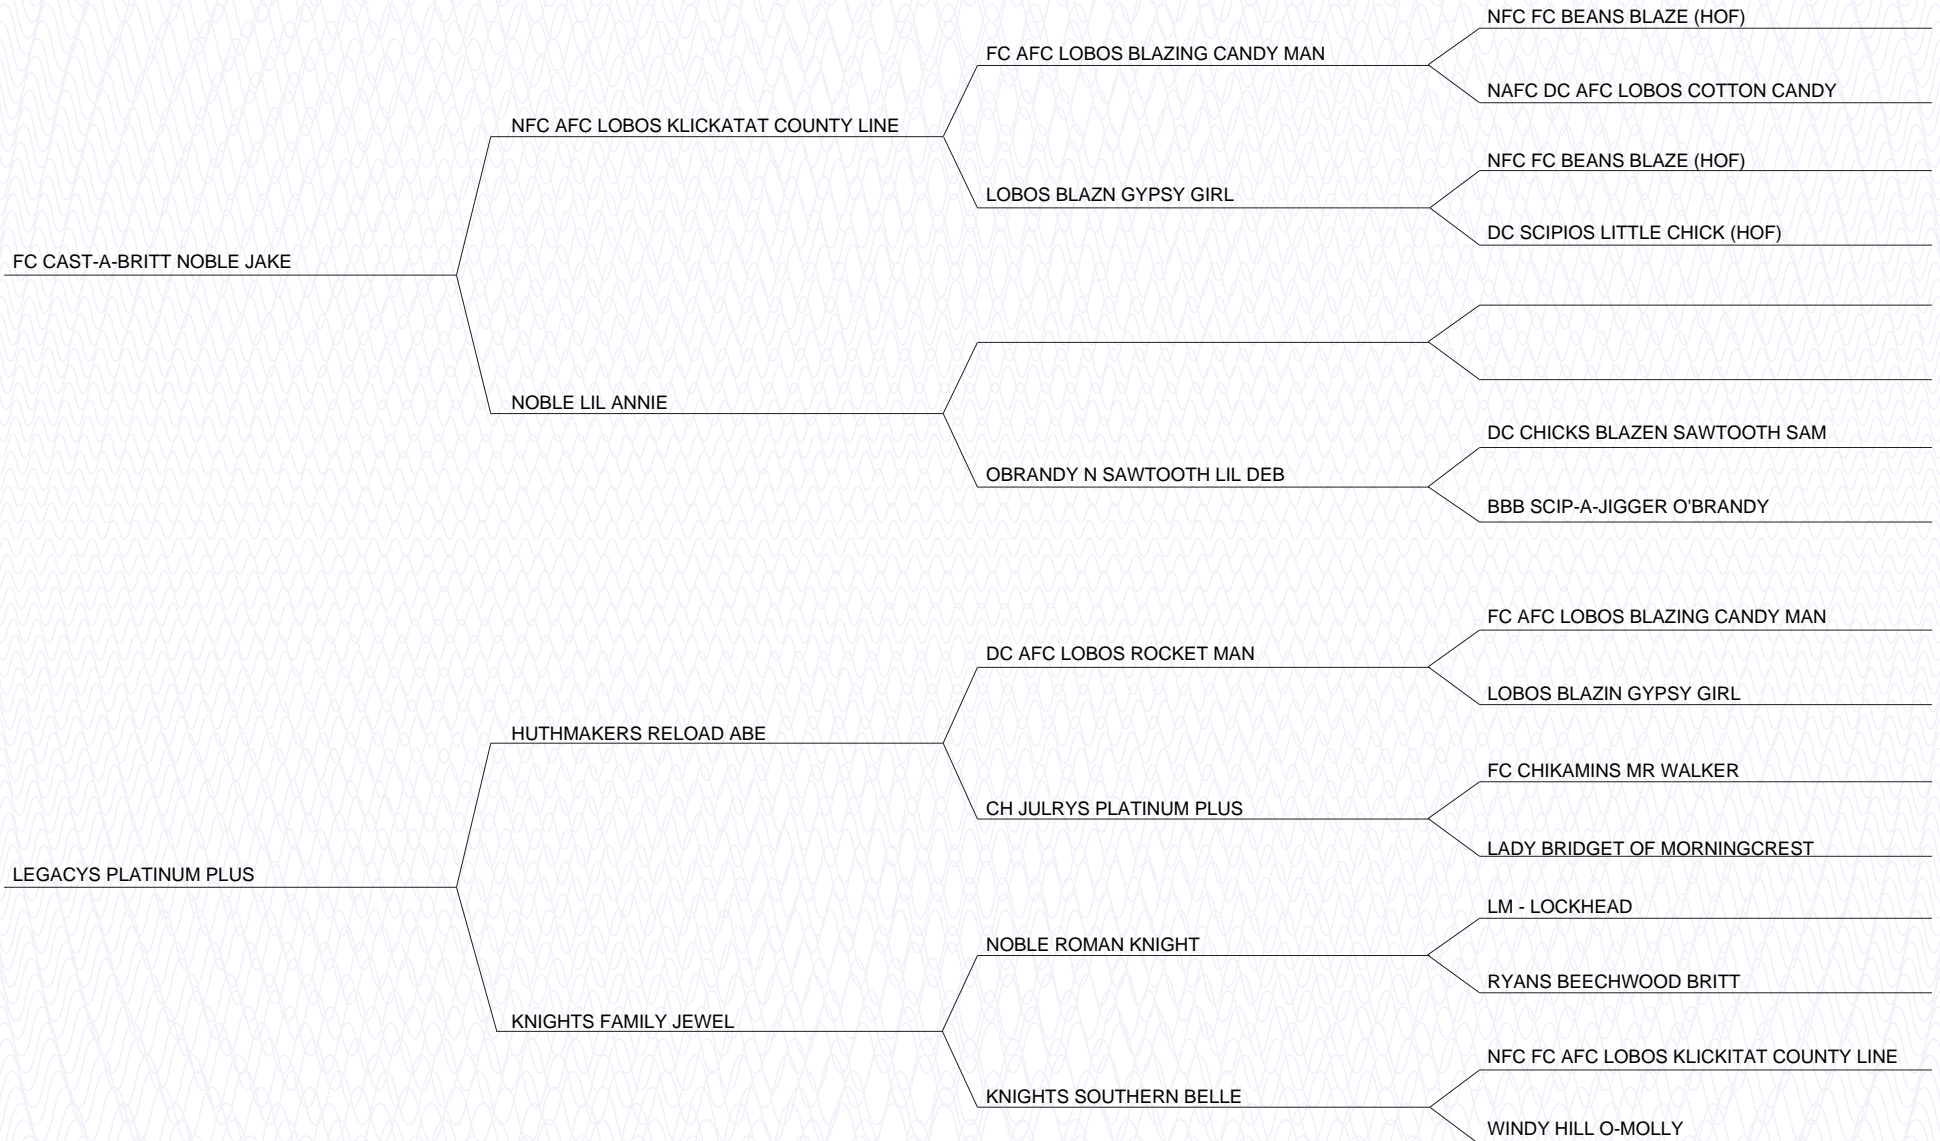 NFC FC BEANS BLAZE (HOF)
FC AFC LOBOS BLAZING CANDY MAN
NAFC DC AFC LOBOS COTTON CANDY
NFC AFC LOBOS KLICKATAT COUNTY LINE
NFC FC BEANS BLAZE (HOF)
LOBOS BLAZN GYPSY GIRL
DC SCIPIOS LITTLE CHICK (HOF)
FC CAST-A-BRITT NOBLE JAKE
NOBLE LIL ANNIE
DC CHICKS BLAZEN SAWTOOTH SAM
OBRANDY N SAWTOOTH LIL DEB
BBB SCIP-A-JIGGER O'BRANDY
FC AFC LOBOS BLAZING CANDY MAN
DC AFC LOBOS ROCKET MAN
LOBOS BLAZIN GYPSY GIRL
HUTHMAKERS RELOAD ABE
FC CHIKAMINS MR WALKER
CH JULRYS PLATINUM PLUS
LADY BRIDGET OF MORNINGCREST
LEGACYS PLATINUM PLUS
LM - LOCKHEAD
NOBLE ROMAN KNIGHT
RYANS BEECHWOOD BRITT
KNIGHTS FAMILY JEWEL
NFC FC AFC LOBOS KLICKITAT COUNTY LINE
KNIGHTS SOUTHERN BELLE
WINDY HILL O-MOLLY